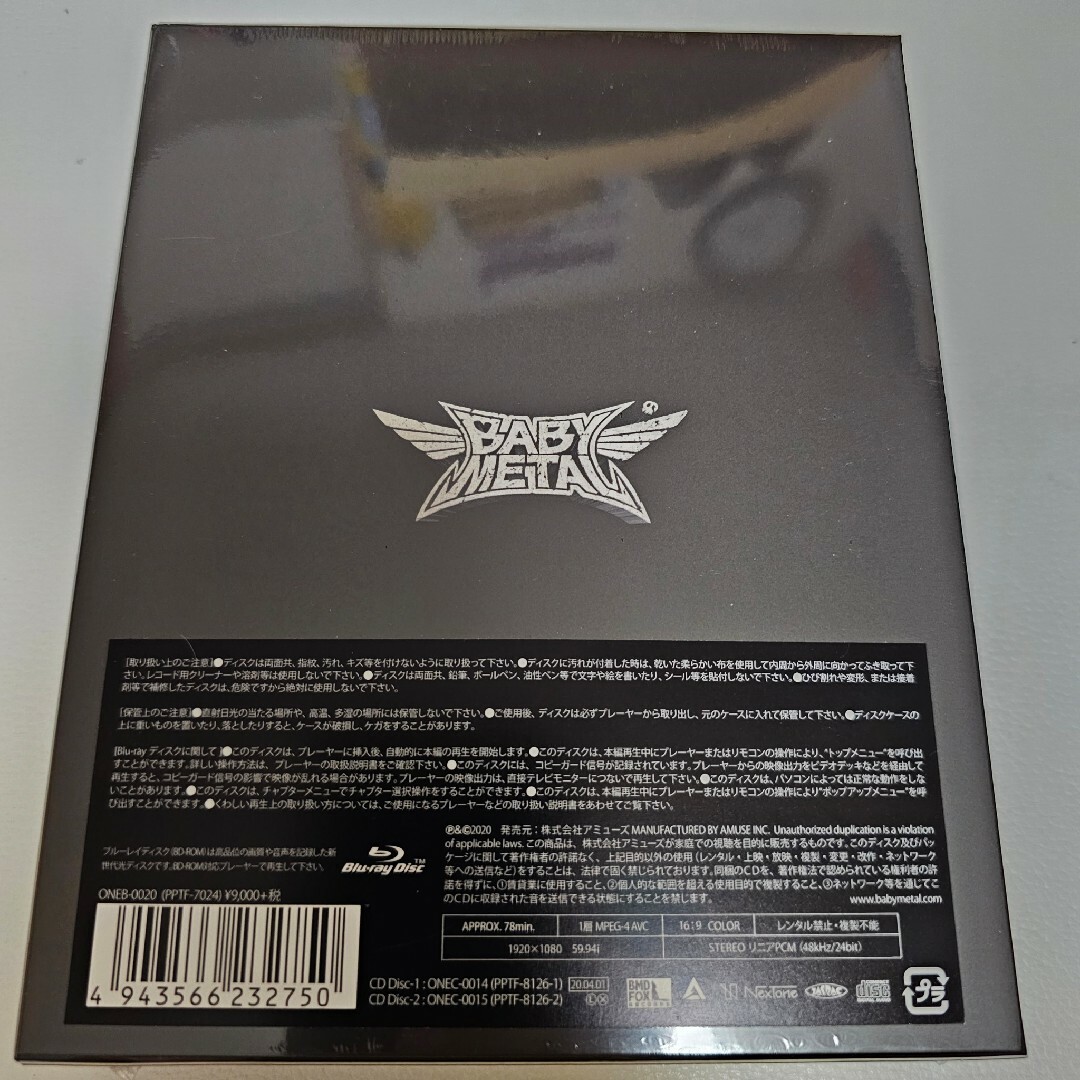 BABY
METAL
[取り扱い上のご注意]●ディスクは両面共、指紋、汚れ、キズ等を付けないように取り扱って下さい。●ディスクに汚れが付着した時は、乾いた柔らかい布を使用して内周から外周に向かってふき取って下
さい。レコード用クリーナーや溶剤等は使用しないで下さい。●ディスクは両面共、鉛筆、ボールペン、油性ペン等で文字や絵を書いたり、シール等を貼付しないで下さい。●ひび割れや変形、または接着
剤等で補修したディスクは、危険ですから絶対に使用しないで下さい。
[保管上のご注意]●直射日光の当たる場所や、高温、多湿の場所には保管しないで下さい。●ご使用後、ディスクは必ずプレーヤーから取り出し、元のケースに入れて保管して下さい。●ディスクケースの
上に重いものを置いたり、落としたりすると、ケースが破損し、ケガをすることがあります。
[Blu-ray ディスクに関して]●このディスクは、プレーヤーに挿入後、自動的に本編の再生を開始します。●このディスクは、本編再生中にプレーヤーまたはリモコンの操作により、"トップメニュー"を呼び出
すことができます。詳しい操作方法は、プレーヤーの取扱説明書をご確認下さい。●このディスクには、コピーガード信号が記録されています。プレーヤーからの映像出力をビデオデッキなどを経由して
再生すると、コピーガード信号の影響で映像が乱れる場合があります。プレーヤーの映像出力は、直接テレビモニターにつないで再生して下さい。●このディスクは、パソコンによっては正常な動作をしな
いことがあります。●このディスクは、チャプターメニューでチャプター選択操作をすることができます。●このディスクは、本編再生中にプレーヤーまたはリモコンの操作により"ポップアップメニュー"を呼
び出すことができます。●くわしい再生上の取り扱い方については、ご使用になるプレーヤーなどの取り扱い説明書をあわせてご覧下さい。
ブルーレイディスク(BD-ROM)は高品位の画質や音声を記録した新
世代光ディスクです。BD-ROM対応プレーヤーで再生して下さい。
Blu-ray Disc™
℗&©2020 発売元:株式会社アミューズ MANUFACTURED BY AMUSE INC. Unauthorized duplication is a violation
of applicable laws. この商品は、株式会社アミューズが家庭での視聴を目的に販売するものです。このディスク及びパッ
ケージに関して著作権者の許諾なく、上記目的以外の使用(レンタル・上映・放映・複製・変更・改作・ネットワーク
等への送信など)をすることは、法律で固く禁じられております。同梱のCDを、著作権法で認められている権利者の許
諾を得ずに、①賃貸業に使用すること、②個人的な範囲を超える使用目的で複製すること、③ネットワーク等を通じてこ
のCDに収録された音を送信できる状態にすることを禁じます。
www.babymetal.com
ONEB-0020 (PPTF-7024) ¥9,000+税
4 943566 232750
APPROX. 78min. 1層 MPEG-4 AVC 16:9 COLOR レンタル禁止・複製不能
1920×1080 59.94i STEREO リニアPCM (48kHz/24bit)
CD Disc-1 : ONEC-0014 (PPTF-8126-1) 20.04.01
CD Disc-2 : ONEC-0015 (PPTF-8126-2) Ⓛ Ⓧ
BMD
FOX
RECORDS
NexTone
JASRAC
COMPACT
disc
DIGITAL AUDIO
プラ